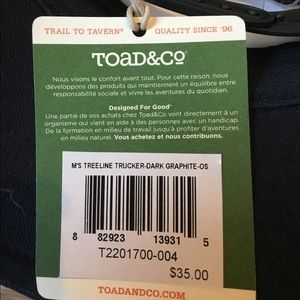 TRAIL TO TAVERN® QUALITY SINCE '96
TOAD&CO®
Nous visons le confort avant tout. Pour cette raison, nous
développons des produits qui maintiennent un équilibre entre
responsabilité sociale et vivre les aventures du quotidien.
Designed For Good®
Une partie de vos achats chez Toad&Co vont directement à un
organisme qui vient en aide à des personnes avec un handicap.
De la formation en milieu de travail jusqu'à profiter d'aventures
en milieu naturel. Vous achetez et nous contribuons.
M'S TREELINE TRUCKER-DARK GRAPHITE-OS
8 82923 13931 5
T2201700-004
$35.00
TOADANDCO.COM